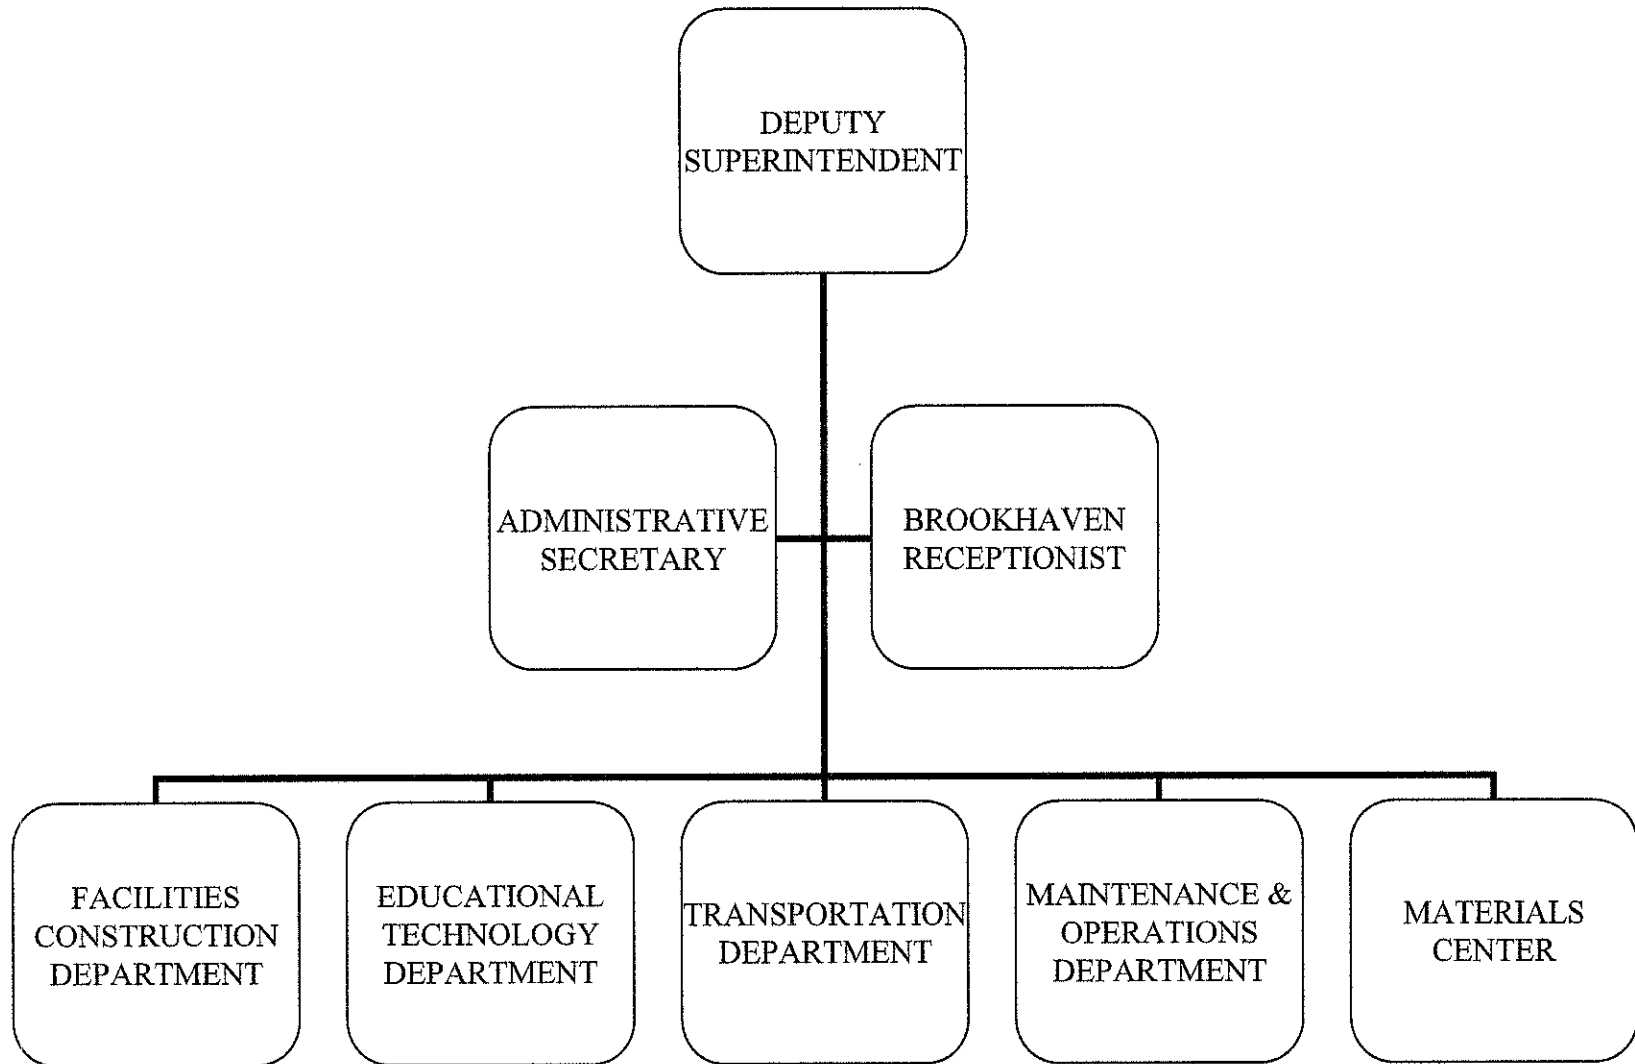 DEPUTY
SUPERINTENDENT
ADMINISTRATIVE
SECRETARY
BROOKHAVEN
RECEPTIONIST
FACILITIES
CONSTRUCTION
DEPARTMENT
EDUCATIONAL
TECHNOLOGY
DEPARTMENT
TRANSPORTATION
DEPARTMENT
MAINTENANCE &
OPERATIONS
DEPARTMENT
MATERIALS
CENTER